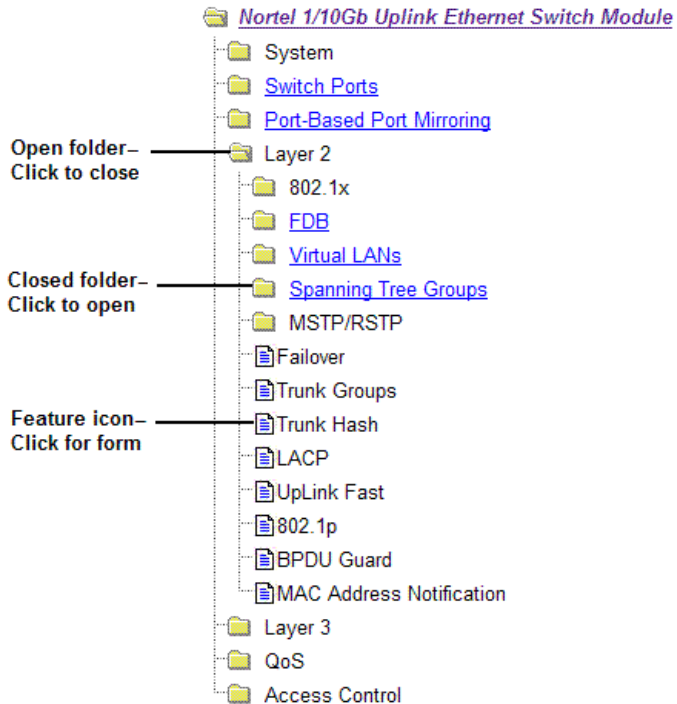 Nortel 1/10Gb Uplink Ethernet Switch Module
System
Switch Ports
Port-Based Port Mirroring
Open folder–
Click to close
Layer 2
802.1x
FDB
Virtual LANs
Closed folder–
Click to open
Spanning Tree Groups
MSTP/RSTP
Failover
Trunk Groups
Feature icon–
Click for form
Trunk Hash
LACP
UpLink Fast
802.1p
BPDU Guard
MAC Address Notification
Layer 3
QoS
Access Control